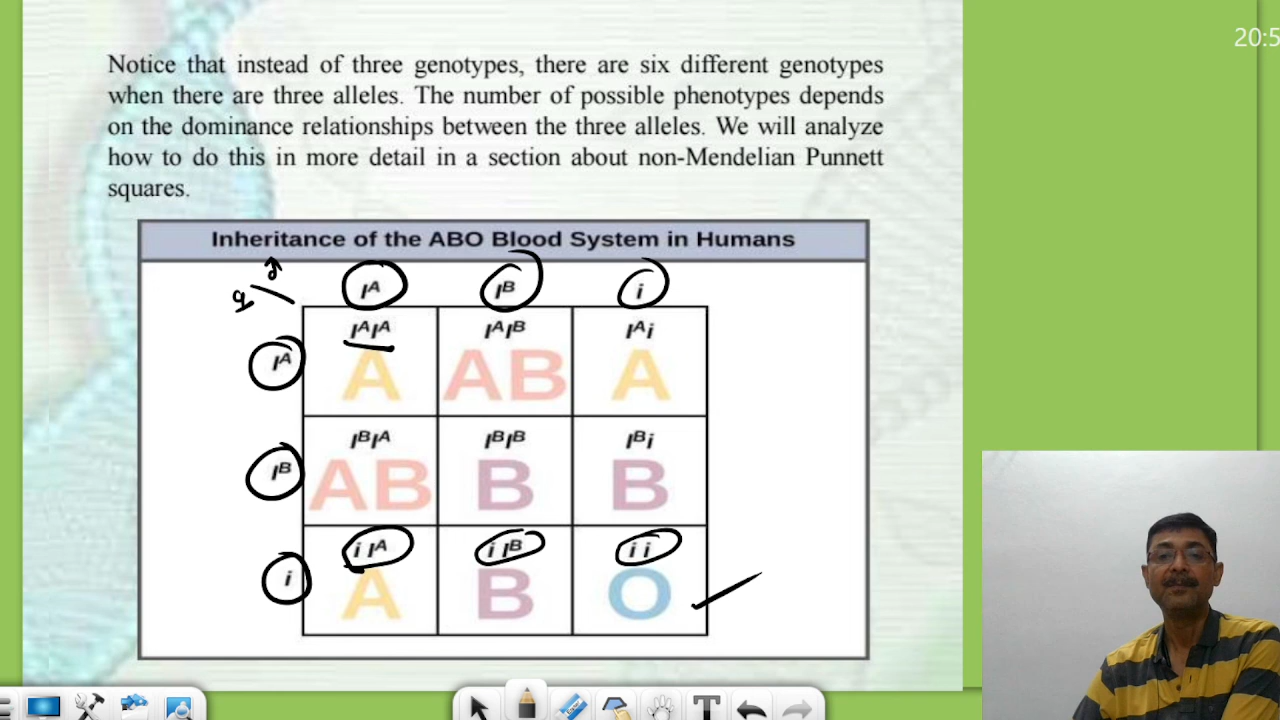 20:5
Notice that instead of three genotypes, there are six different genotypes
when there are three alleles. The number of possible phenotypes depends
on the dominance relationships between the three alleles. We will analyze
how to do this in more detail in a section about non-Mendelian Punnett
squares.
Inheritance of the ABO Blood System in Humans
♀ \ ♂
Iᴬ Iᴮ i
Iᴬ IᴬIᴬ IᴬIᴮ Iᴬi
A AB A
Iᴮ IᴮIᴬ IᴮIᴮ Iᴮi
AB B B
i i Iᴬ i Iᴮ i i
A B O
T